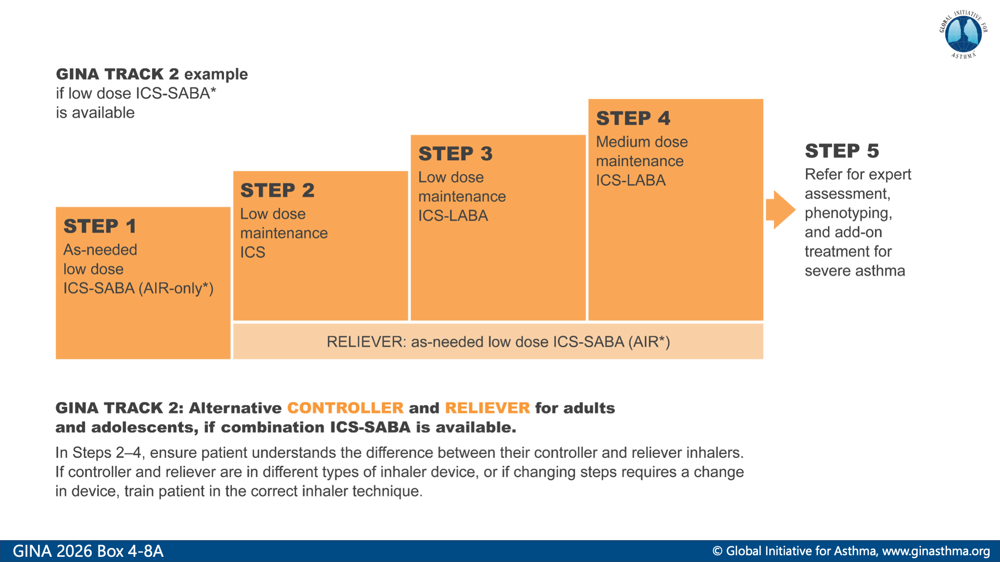 GLOBAL INITIATIVE FOR
ASTHMA
GINA TRACK 2 example
if low dose ICS-SABA*
is available
STEP 1
As-needed
low dose
ICS-SABA (AIR-only*)
STEP 2
Low dose
maintenance
ICS
STEP 3
Low dose
maintenance
ICS-LABA
STEP 4
Medium dose
maintenance
ICS-LABA
STEP 5
Refer for expert
assessment,
phenotyping,
and add-on
treatment for
severe asthma
RELIEVER: as-needed low dose ICS-SABA (AIR*)
GINA TRACK 2: Alternative CONTROLLER and RELIEVER for adults
and adolescents, if combination ICS-SABA is available.
In Steps 2–4, ensure patient understands the difference between their controller and reliever inhalers.
If controller and reliever are in different types of inhaler device, or if changing steps requires a change
in device, train patient in the correct inhaler technique.
GINA 2026 Box 4-8A
© Global Initiative for Asthma, www.ginasthma.org